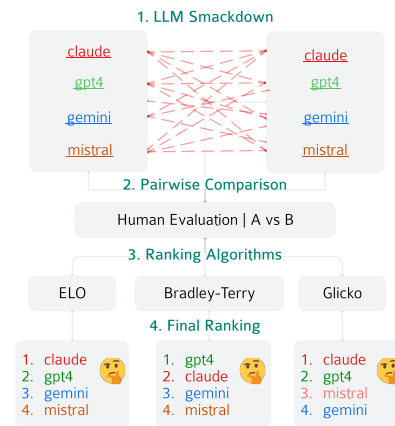 1. LLM Smackdown
claude
gpt4
gemini
mistral
claude
gpt4
gemini
mistral
2. Pairwise Comparison
Human Evaluation | A vs B
3. Ranking Algorithms
ELO
Bradley-Terry
Glicko
4. Final Ranking
1. claude
2. gpt4
3. gemini
4. mistral
1. gpt4
2. claude
3. gemini
4. mistral
1. claude
2. gpt4
3. mistral
4. gemini